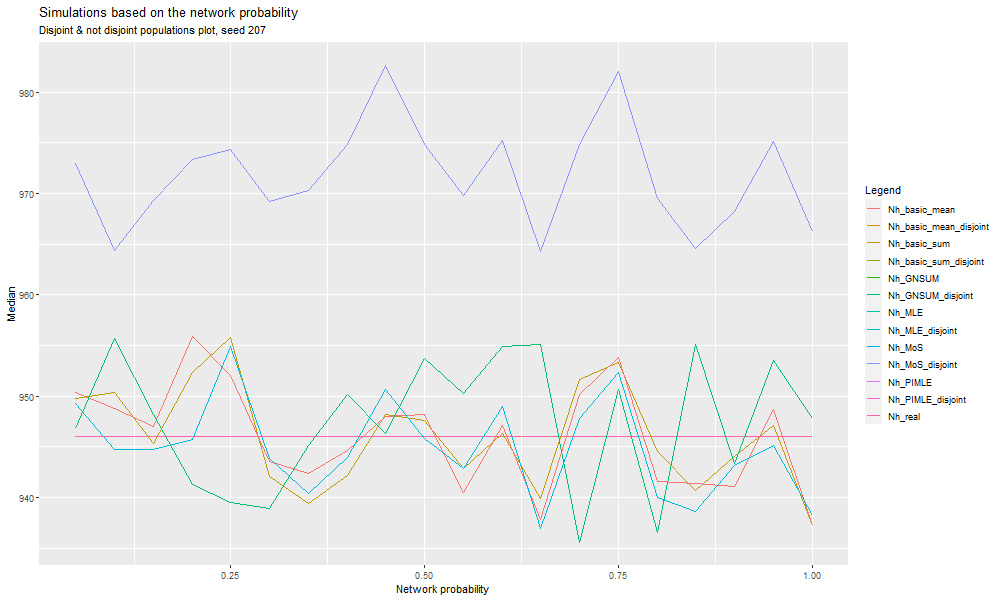 Simulations based on the network probability
Disjoint & not disjoint populations plot, seed 207
980
970
960
950
940
Median
0.25
0.50
0.75
1.00
Network probability
Legend
Nh_basic_mean
Nh_basic_mean_disjoint
Nh_basic_sum
Nh_basic_sum_disjoint
Nh_GNSUM
Nh_GNSUM_disjoint
Nh_MLE
Nh_MLE_disjoint
Nh_MoS
Nh_MoS_disjoint
Nh_PIMLE
Nh_PIMLE_disjoint
Nh_real